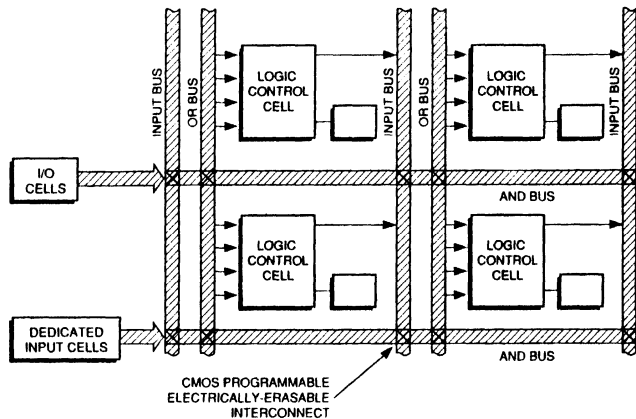 INPUT BUS
OR BUS
LOGIC
CONTROL
CELL
INPUT BUS
OR BUS
LOGIC
CONTROL
CELL
INPUT BUS
I/O
CELLS
AND BUS
LOGIC
CONTROL
CELL
LOGIC
CONTROL
CELL
DEDICATED
INPUT CELLS
AND BUS
CMOS PROGRAMMABLE
ELECTRICALLY-ERASABLE
INTERCONNECT